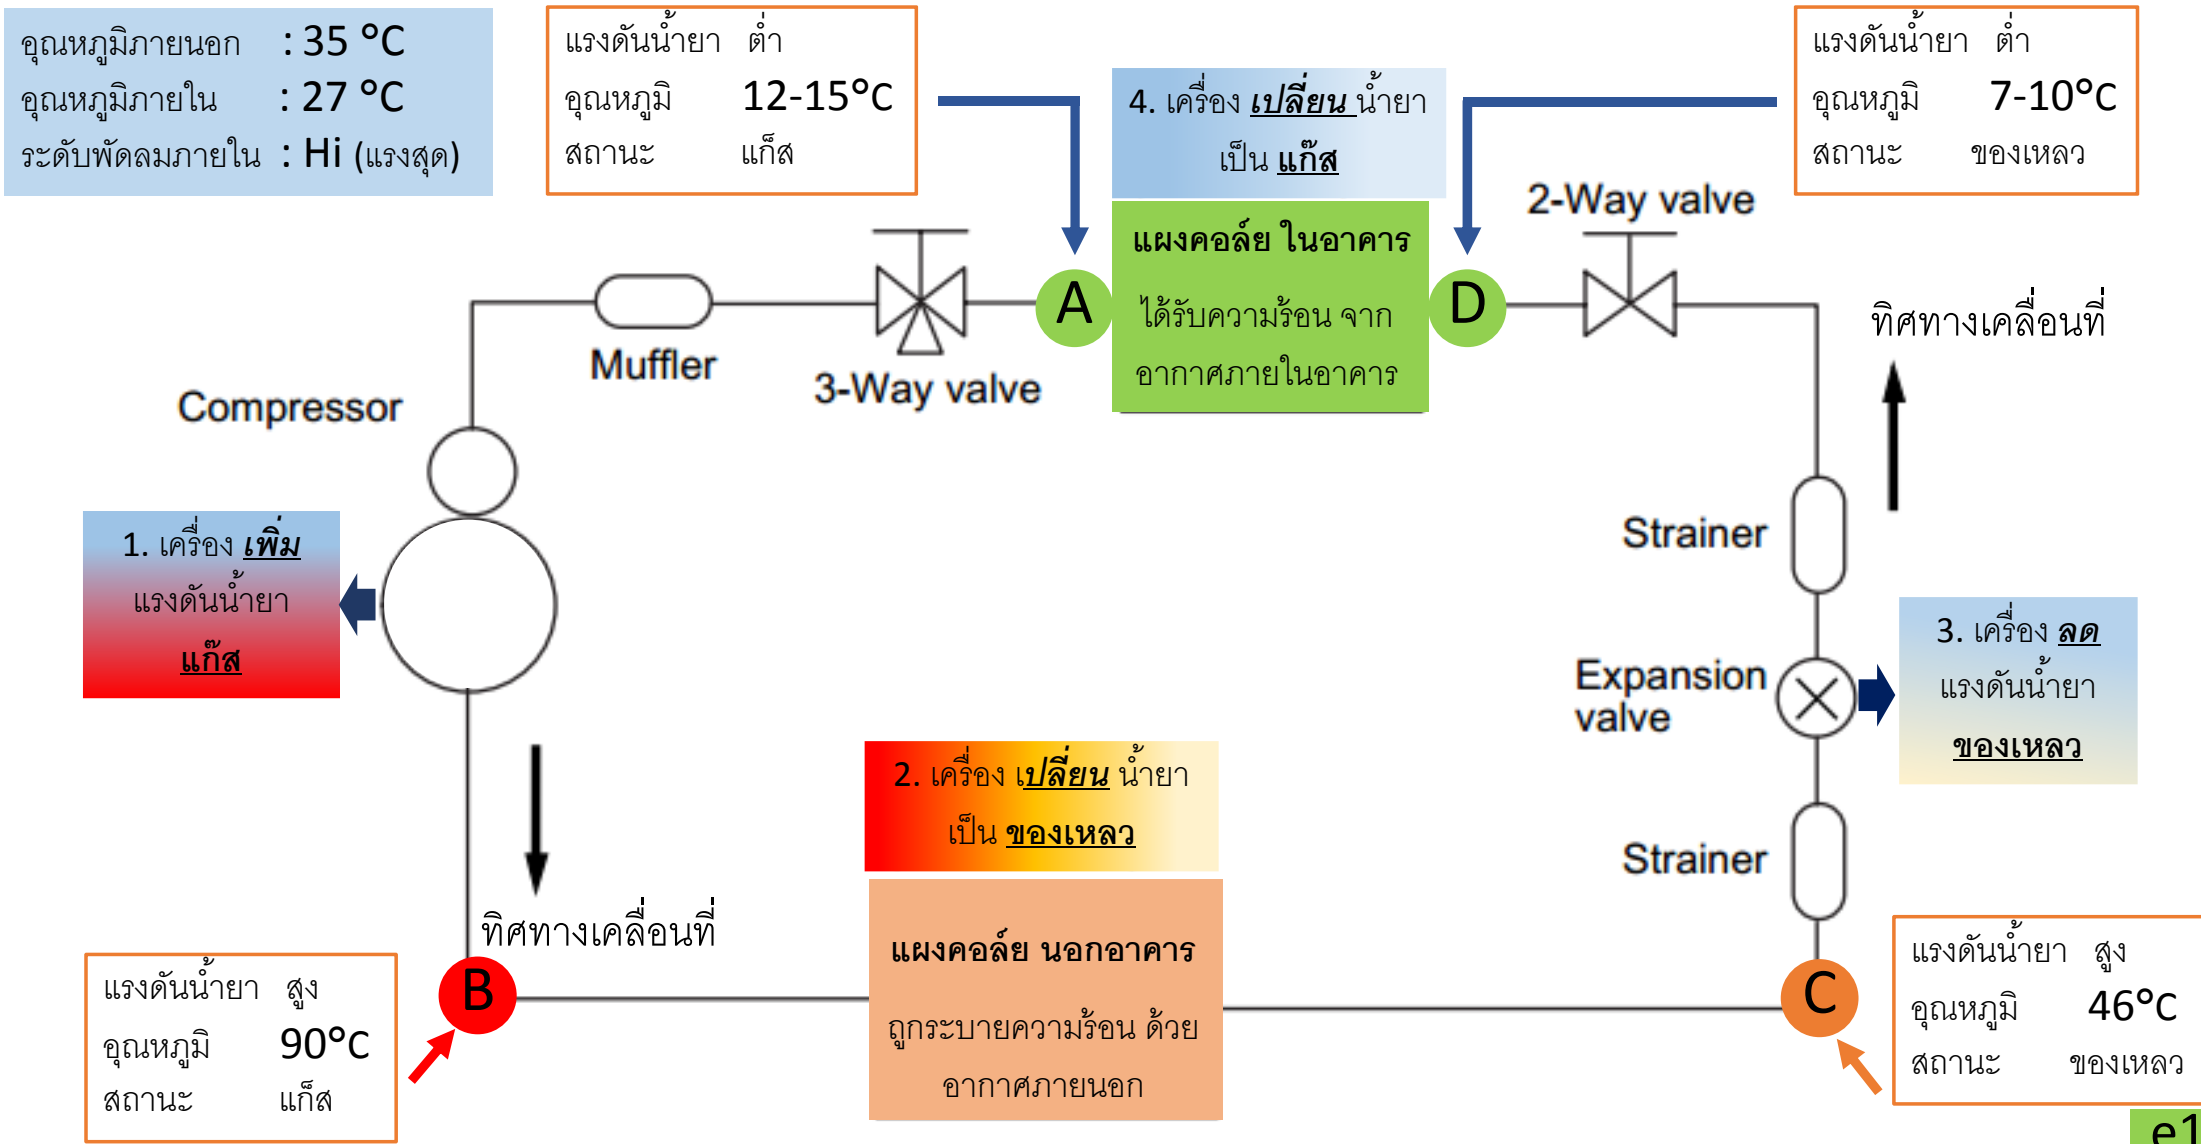 อุณหภูมิภายนอก : 35 °C
อุณหภูมิภายใน : 27 °C
ระดับพัดลมภายใน : Hi (แรงสุด)
แรงดันน้ำยา ต่ำ
อุณหภูมิ 12-15°C
สถานะ แก็ส
4. เครื่อง เปลี่ยน น้ำยา
เป็น แก๊ส
แรงดันน้ำยา ต่ำ
อุณหภูมิ 7-10°C
สถานะ ของเหลว
2-Way valve
แผงคอล์ย ในอาคาร
ได้รับความร้อน จาก
อากาศภายในอาคาร
A
D
ทิศทางเคลื่อนที่
Muffler
3-Way valve
Compressor
1. เครื่อง เพิ่ม
แรงดันน้ำยา
แก๊ส
Strainer
Expansion
valve
3. เครื่อง ลด
แรงดันน้ำยา
ของเหลว
2. เครื่อง เปลี่ยน น้ำยา
เป็น ของเหลว
Strainer
ทิศทางเคลื่อนที่
แผงคอล์ย นอกอาคาร
ถูกระบายความร้อน ด้วย
อากาศภายนอก
B
C
แรงดันน้ำยา สูง
อุณหภูมิ 90°C
สถานะ แก็ส
แรงดันน้ำยา สูง
อุณหภูมิ 46°C
สถานะ ของเหลว
e1